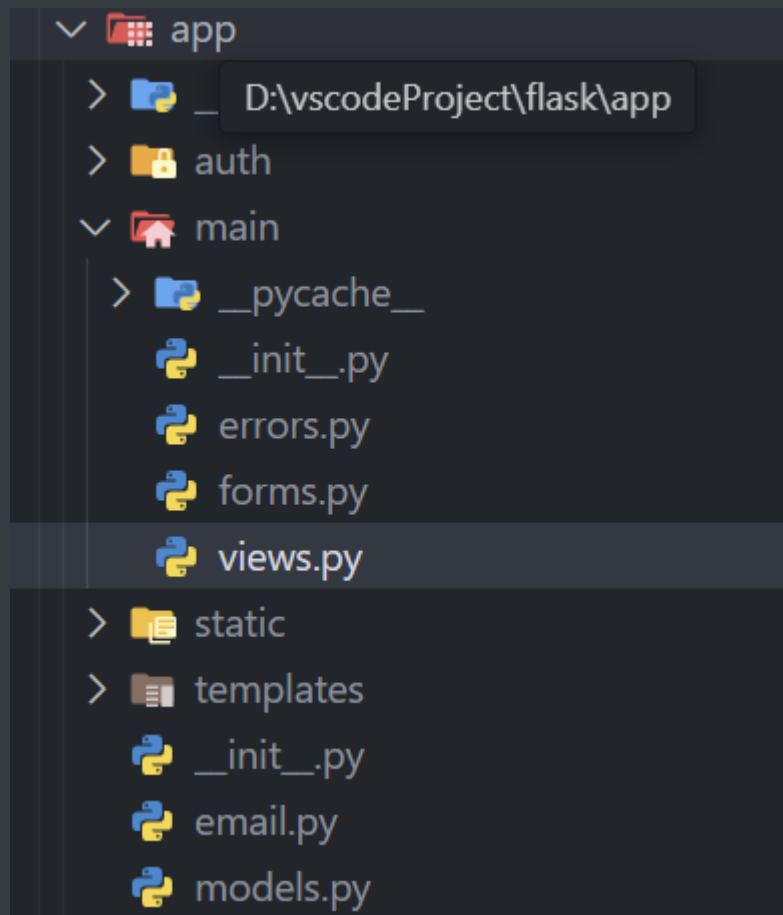 app
__
D:\vscodeProject\flask\app
auth
main
__pycache__
__init__.py
errors.py
forms.py
views.py
static
templates
__init__.py
email.py
models.py